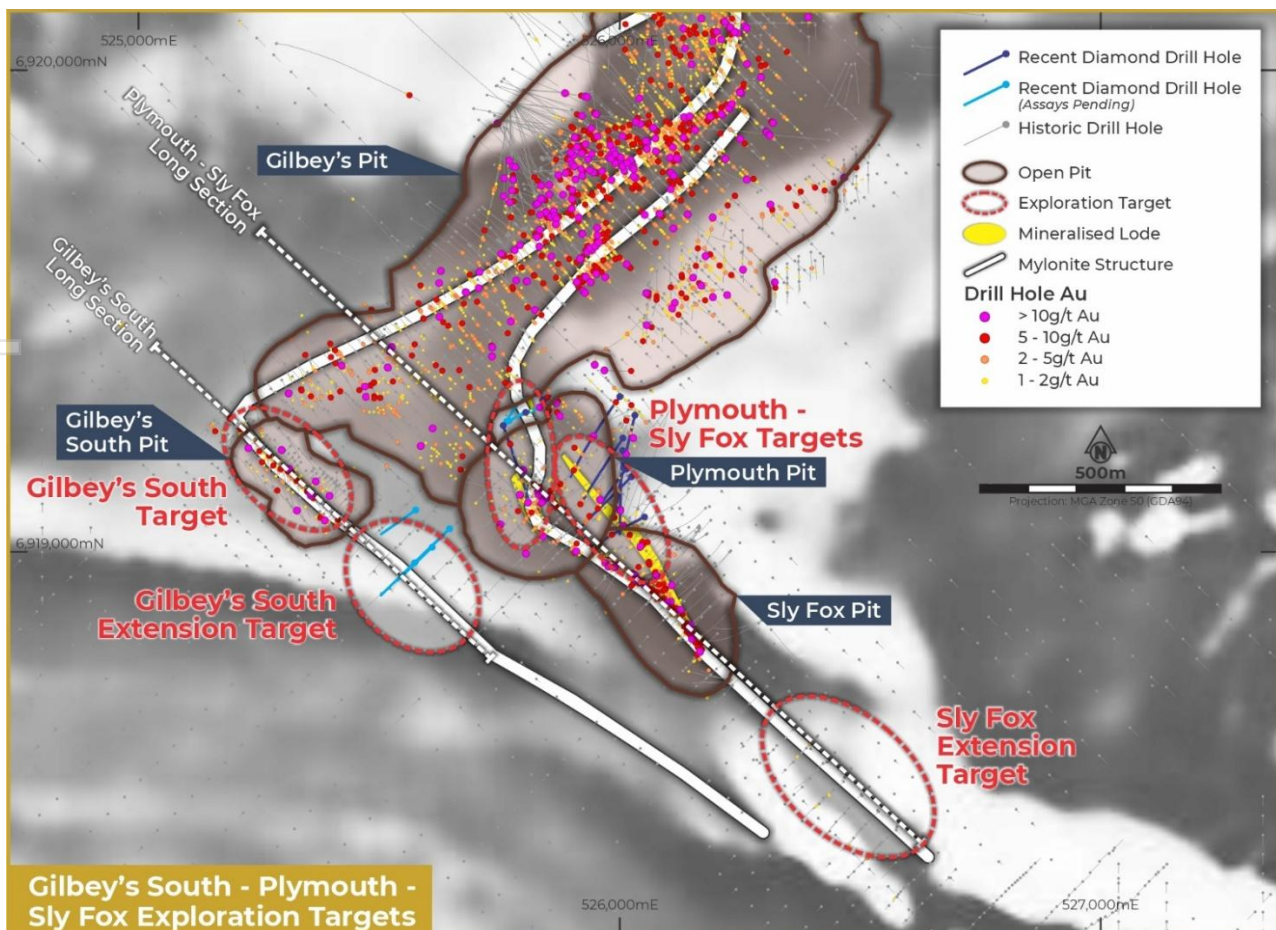 525,000mE
526,000mE
6,920,000mN
Plymouth - Sly Fox
Long Section
Gilbey's South
Long Section
Gilbey's Pit
Gilbey's
South Pit
Gilbey's South
Target
6,919,000mN
Gilbey's South
Extension Target
Plymouth -
Sly Fox Targets
Plymouth Pit
Sly Fox Pit
Sly Fox
Extension
Target
Recent Diamond Drill Hole
Recent Diamond Drill Hole
(Assays Pending)
Historic Drill Hole
Open Pit
Exploration Target
Mineralised Lode
Mylonite Structure
Drill Hole Au
> 10g/t Au
5 - 10g/t Au
2 - 5g/t Au
1 - 2g/t Au
N
500m
Projection: MGA Zone 50 (GDA94)
Gilbey's South - Plymouth -
Sly Fox Exploration Targets
526,000mE
527,000mE